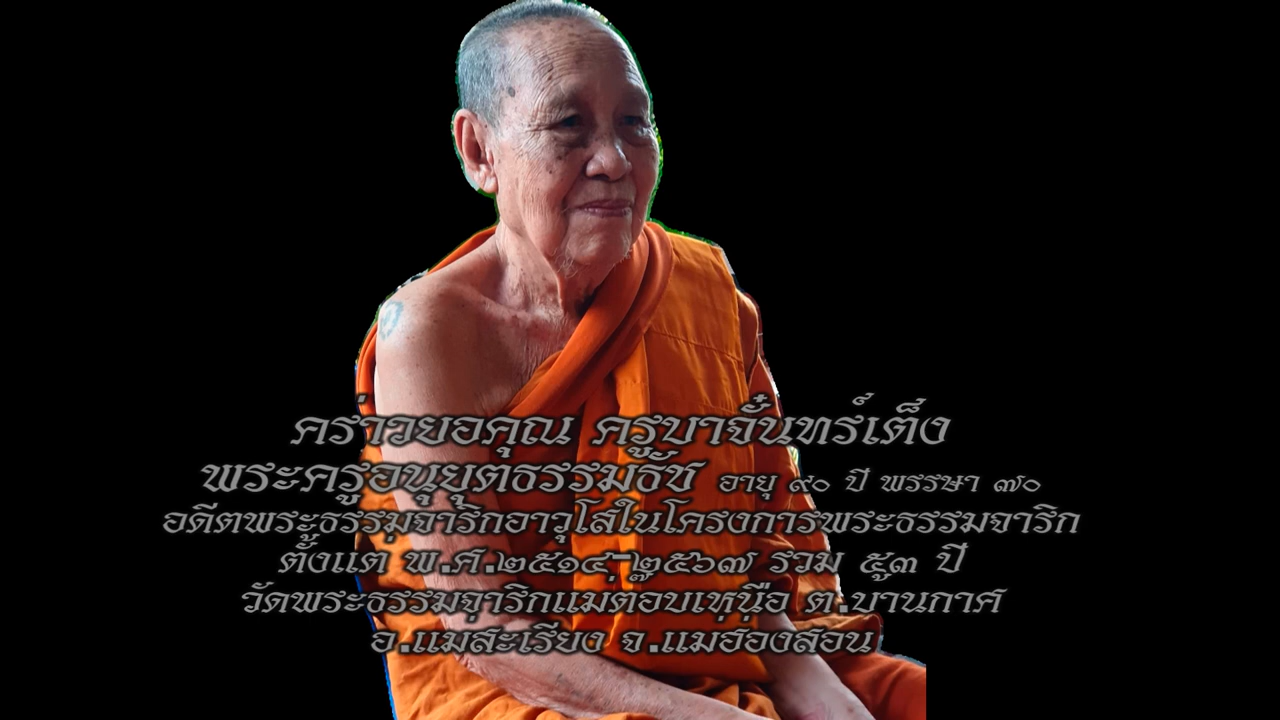 คร่าวยอคุณ ครูบาจั๋นทร์เต็ง
พระครูอนุยุตธรรมธัช อายุ ๙๐ ปี พรรษา ๗๐
อดีตพระธรรมจาริกอาวุโสในโครงการพระธรรมจาริก
ตั้งแต่ พ.ศ.๒๕๑๔-๒๕๖๗ รวม ๕๓ ปี
วัดพระธรรมจาริกแม่ต๊อบเหนือ ต.บ้านกาศ
อ.แม่สะเรียง จ.แม่ฮ่องสอน